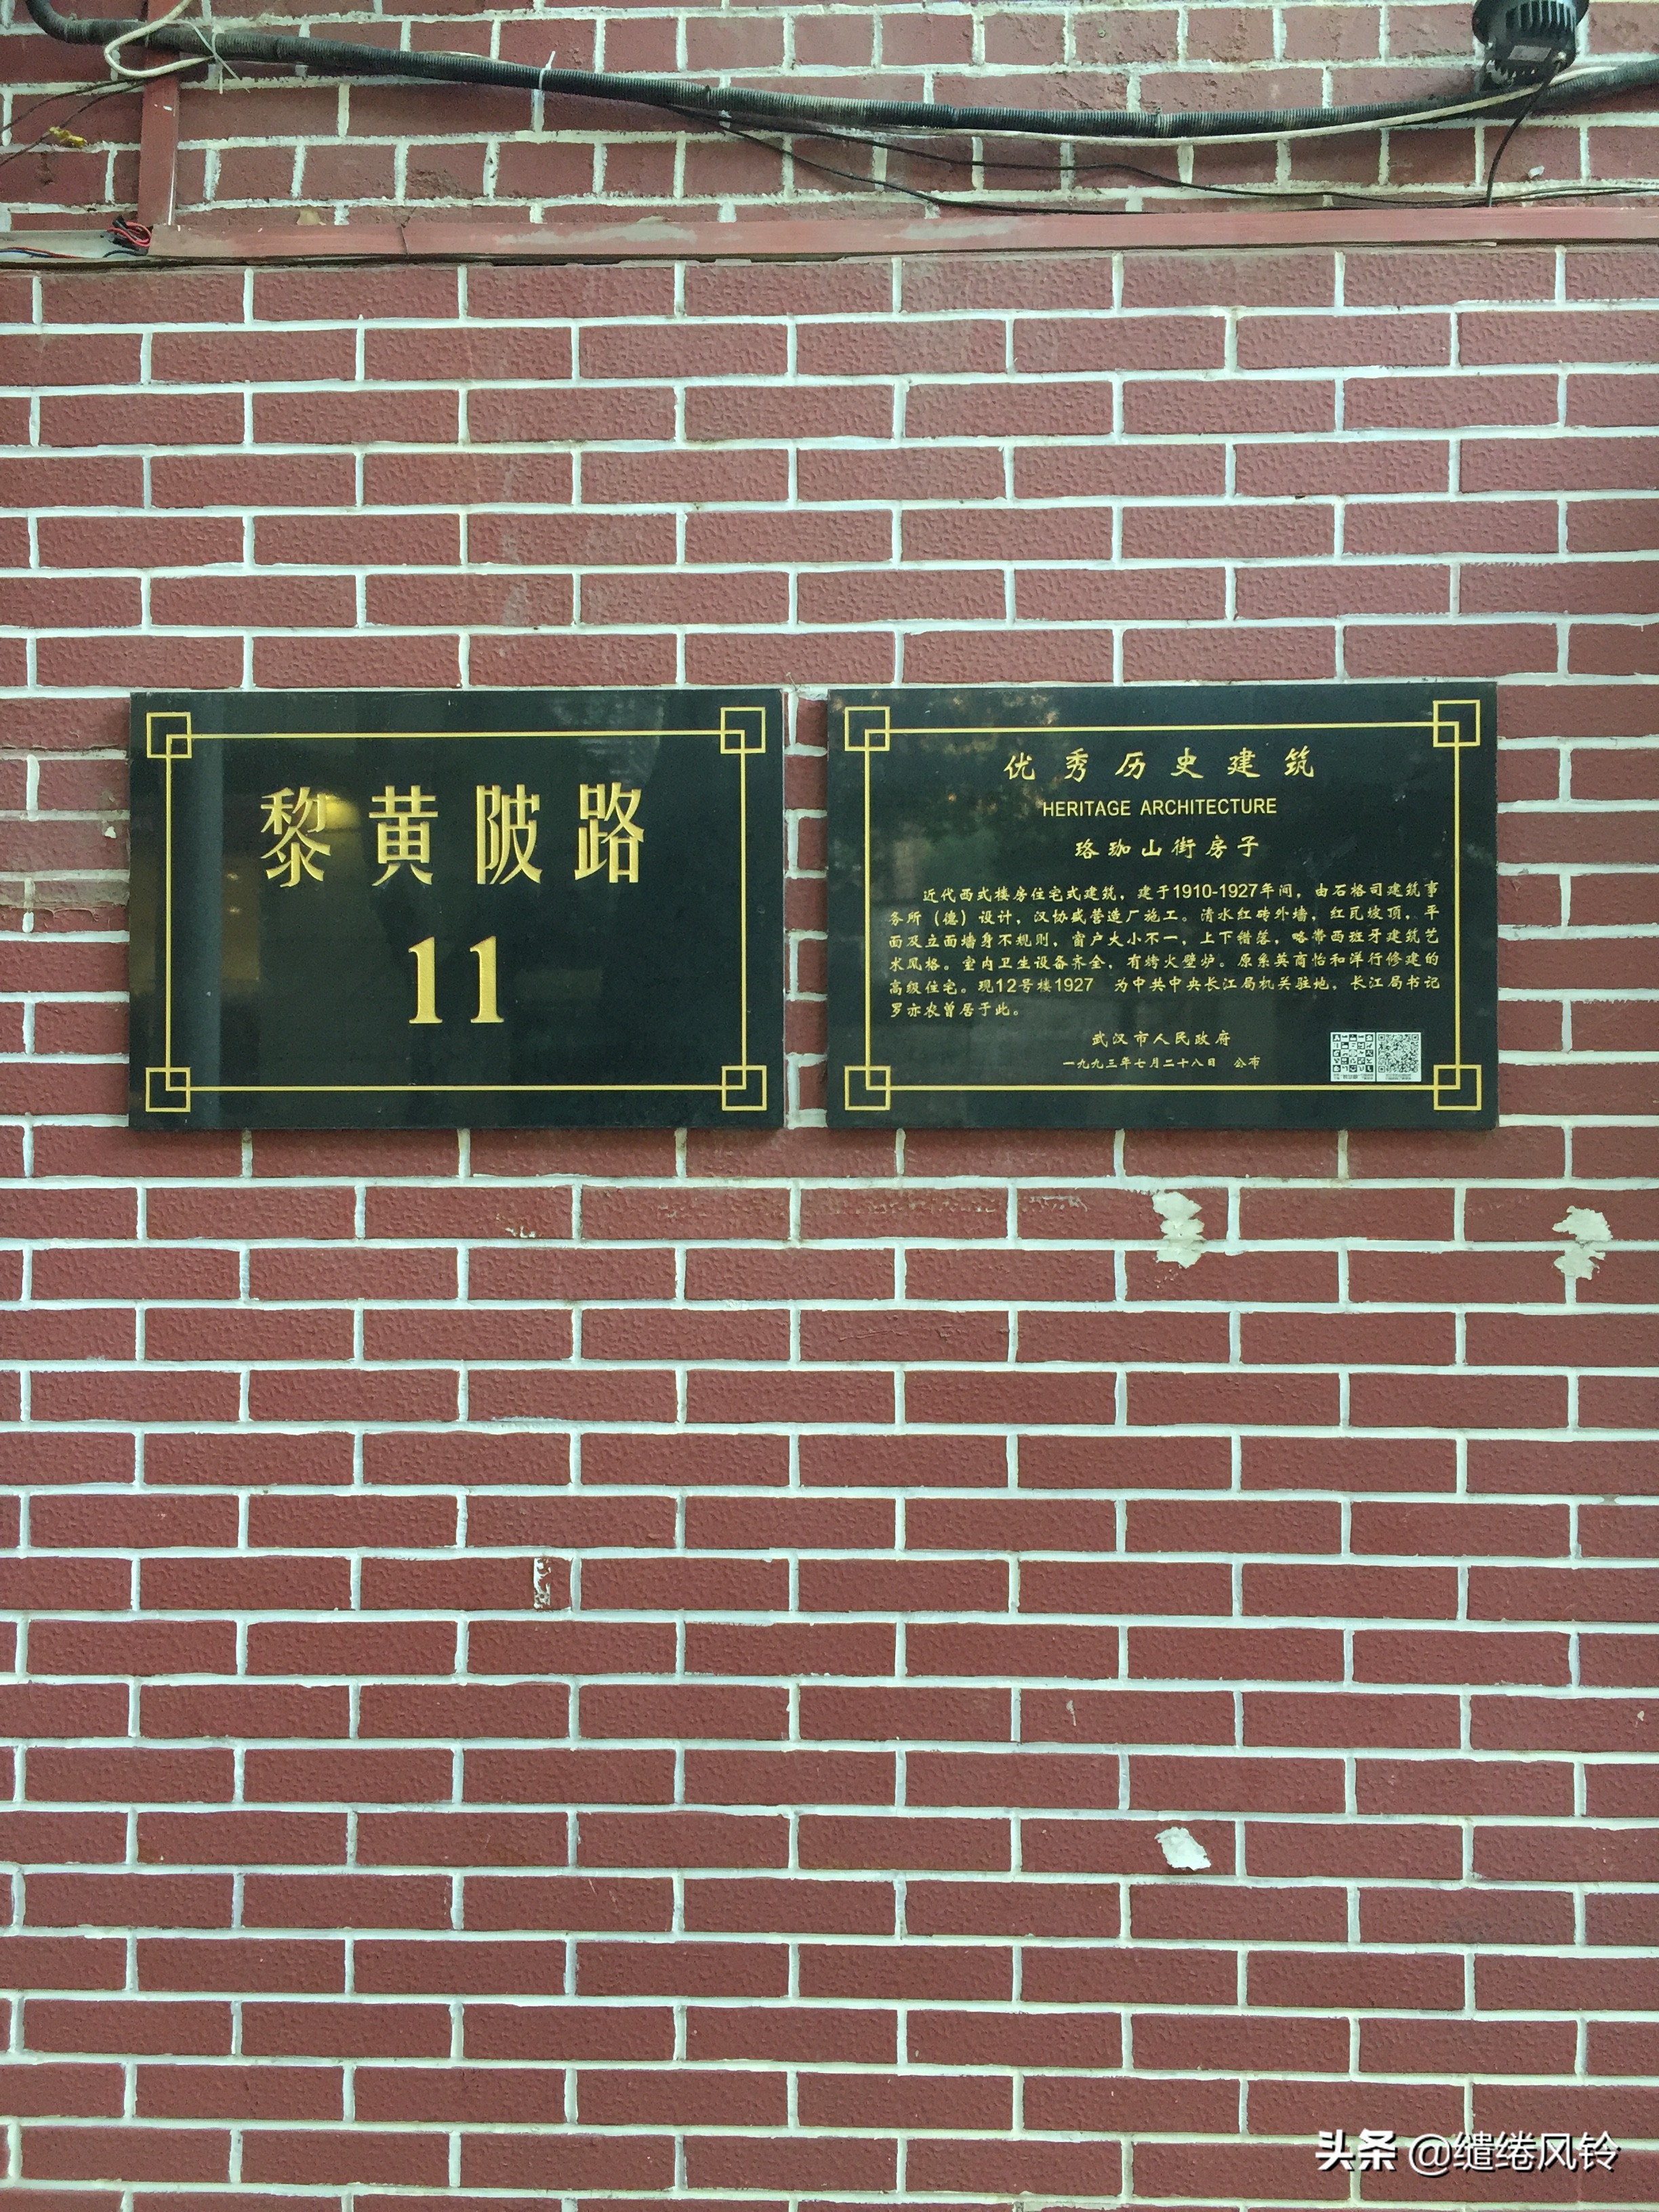 黎黄陂路
11
优秀历史建筑
HERITAGE ARCHITECTURE
珞珈山街房子
近代西式楼房住宅式建筑，建于1910-1927年间，由石格司建筑事
务所（德）设计，汉协盛营造厂施工。清水红砖外墙，红瓦坡顶，平
面及立面墙身不规则，窗户大小不一，上下错落，略带西班牙建筑艺
术风格。室内卫生设备齐全，有烤火壁炉。原系英商怡和洋行修建的
高级住宅。现12号楼1927 为中共中央长江局机关驻地，长江局书记
罗亦农曾居于此。
武汉市人民政府
一九九三年七月二十八日 公布
头条 @缱绻风铃